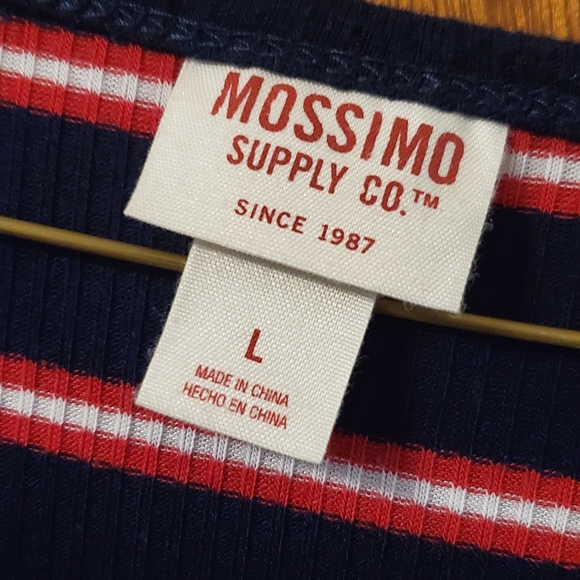 MOSSIMO
SUPPLY CO.™
SINCE 1987
L
MADE IN CHINA
HECHO EN CHINA